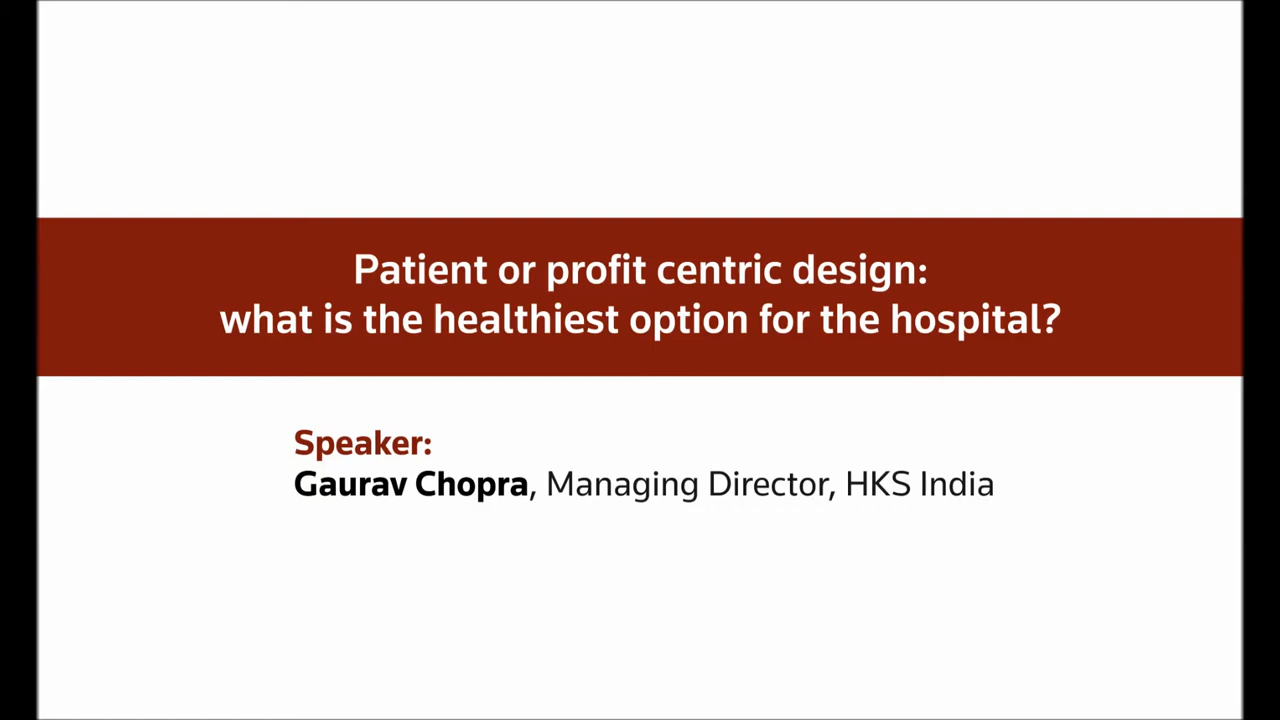 Patient or profit centric design:
what is the healthiest option for the hospital?
Speaker:
Gaurav Chopra, Managing Director, HKS India